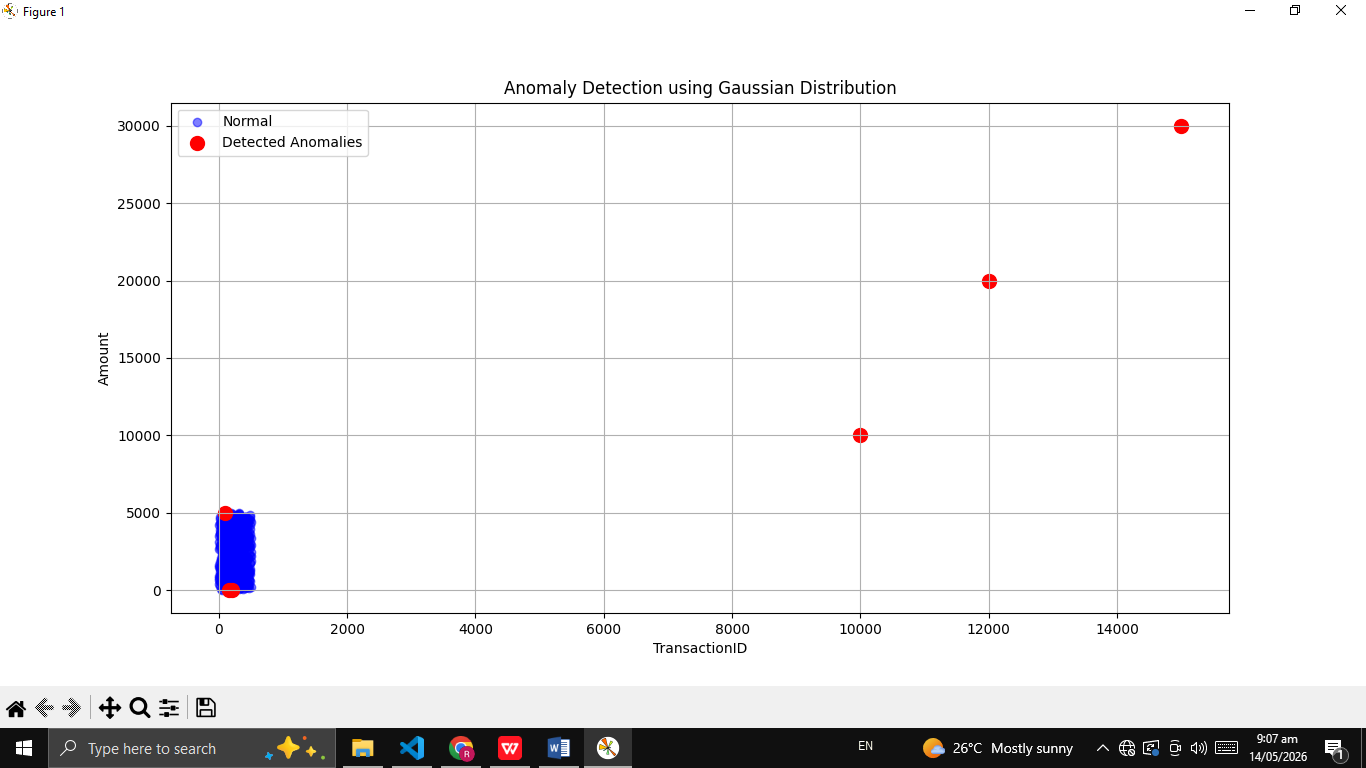 Figure 1
Anomaly Detection using Gaussian Distribution
Normal
Detected Anomalies
30000
25000
20000
15000
10000
5000
0
Amount
0 2000 4000 6000 8000 10000 12000 14000
TransactionID
Type here to search
R
W
W
EN
26°C Mostly sunny
9:07 am
14/05/2026
1